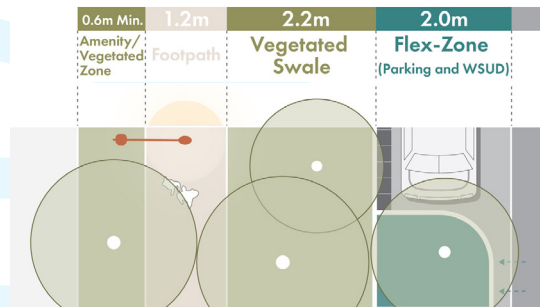 0.6m Min.
1.2m
2.2m
2.0m
Amenity/
Vegetated
Zone
Footpath
Vegetated
Swale
Flex-Zone
(Parking and WSUD)